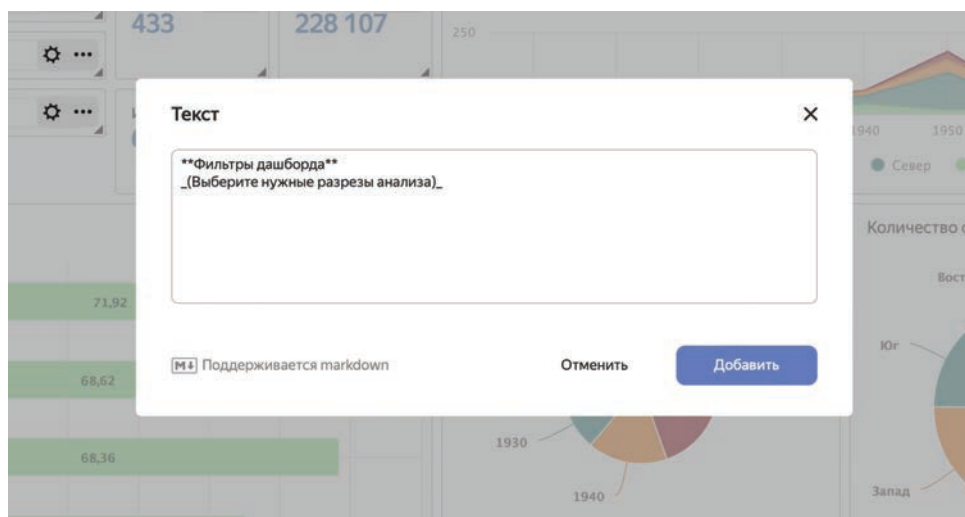 433
228 107
250
Текст
1940
1950
**Фильтры дашборда**
_(Выберите нужные разрезы анализа)_
Север
Количество
71,92
Юг
M Поддерживается markdown
Отменить
Добавить
68,62
1930
68,36
1940
Запад